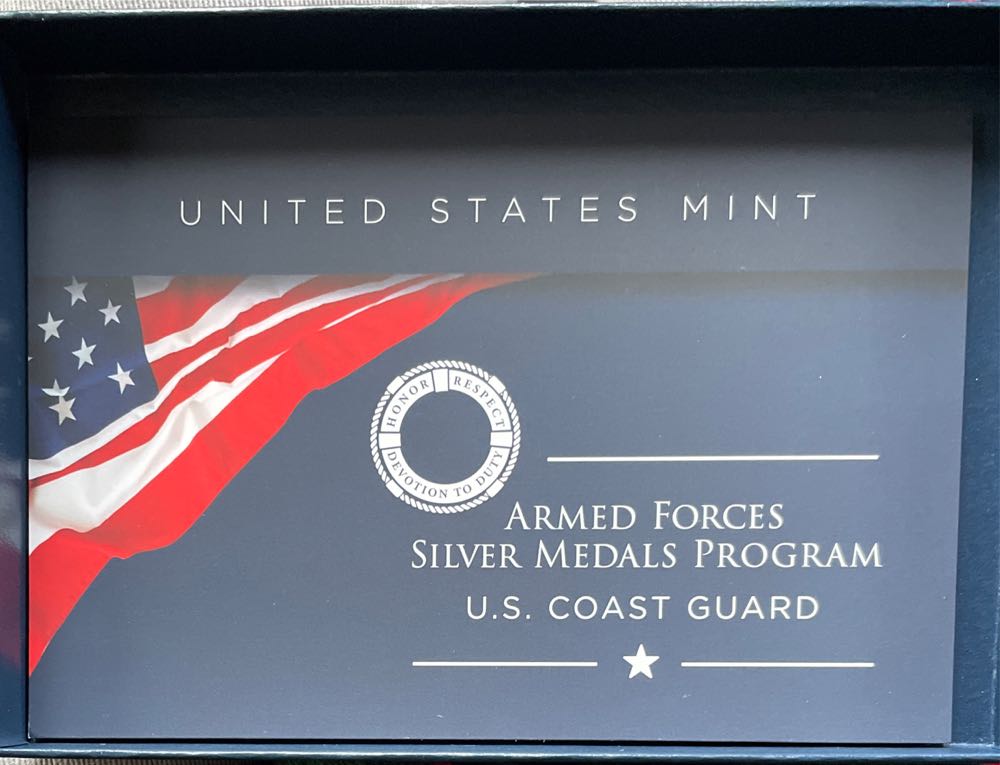 UNITED STATES MINT
HONOR
RESPECT
DEVOTION TO DUTY
ARMED FORCES
SILVER MEDALS PROGRAM
U.S. COAST GUARD